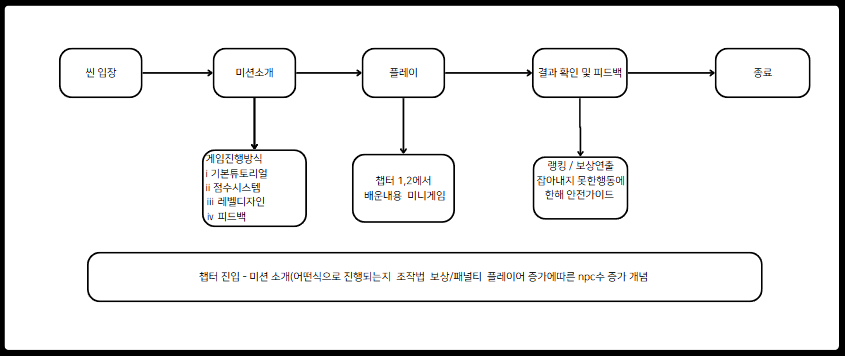 씬 입장
미션소개
플레이
결과 확인 및 피드백
종료
게임진행방식
i 기본튜토리얼
ii 점수시스템
iii 레벨디자인
iv 피드백
챕터 1,2에서
배운내용 미니게임
랭킹 / 보상연출
잡아내지 못한행동에
한해 안전가이드
챕터 진입 - 미션 소개(어떤식으로 진행되는지 조작법 보상/패널티 플레이어 증가에따른 npc수 증가 개념